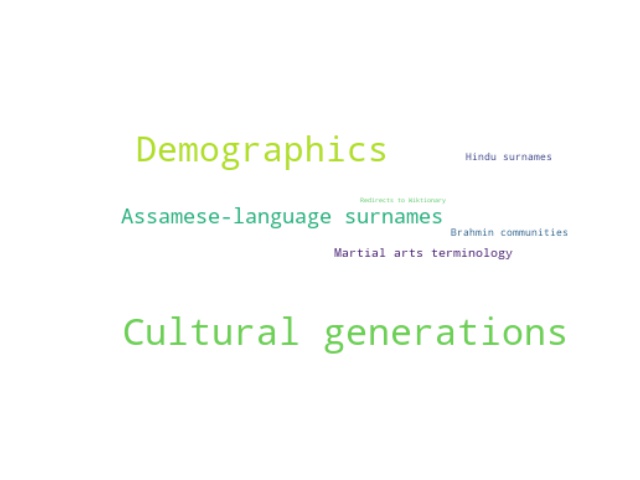 Demographics
Hindu surnames
Redirects to Wiktionary
Assamese-language surnames
Brahmin communities
Martial arts terminology
Cultural generations